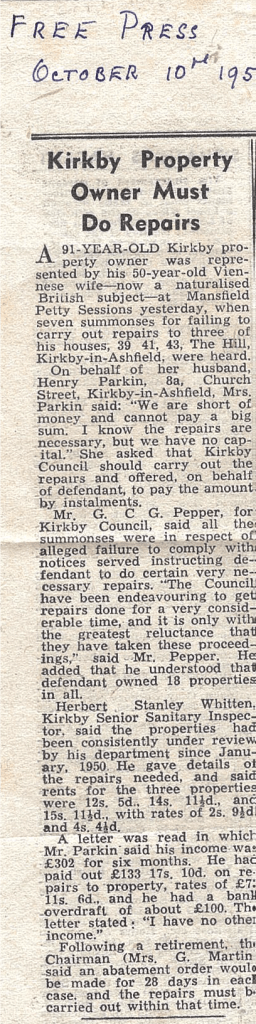 FREE PRESS
OCTOBER 10TH 195
Kirkby Property
Owner Must
Do Repairs
A 91-YEAR-OLD Kirkby pro-
perty owner was repre-
sented by his 50-year-old Vien-
nese wife—now a naturalised
British subject—at Mansfield
Petty Sessions yesterday, when
seven summonses for failing to
carry out repairs to three of
his houses, 39 41, 43, The Hill,
Kirkby-in-Ashfield, were heard.
On behalf of her husband,
Henry Parkin, 8a, Church
Street, Kirkby-in-Ashfield, Mrs.
Parkin said: "We are short of
money and cannot pay a big
sum. I know the repairs are
necessary, but we have no cap-
ital." She asked that Kirkby
Council should carry out the
repairs and offered, on behalf
of defendant, to pay the amount
by instalments.
Mr. G. C. G. Pepper, for
Kirkby Council, said all the
summonses were in respect of
alleged failure to comply with
notices served instructing de-
fendant to do certain very ne-
cessary repairs. "The Council
have been endeavouring to get
repairs done for a very consid-
erable time, and it is only with
the greatest reluctance that
they have taken these proceed-
ings," said Mr. Pepper. He
added that he understood that
defendant owned 18 properties
in all.
Herbert Stanley Whitten,
Kirkby Senior Sanitary Inspec-
tor, said the properties had
been consistently under review
by his department since Janu-
ary, 1950. He gave details of
the repairs needed, and said
rents for the three properties
were 12s. 5d., 14s. 11½d., and
15s. 11½d., with rates of 2s. 9½d
and 4s. 4½d.
A letter was read in which
Mr. Parkin said his income was
£302 for six months. He had
paid out £133 17s. 10d. on re-
pairs to property, rates of £7
11s. 6d., and he had a bank
overdraft of about £100. The
letter stated: "I have no other
income."
Following a retirement, the
Chairman (Mrs. G. Martin
said an abatement order would
be made for 28 days in each
case, and the repairs must b
carried out within that time.